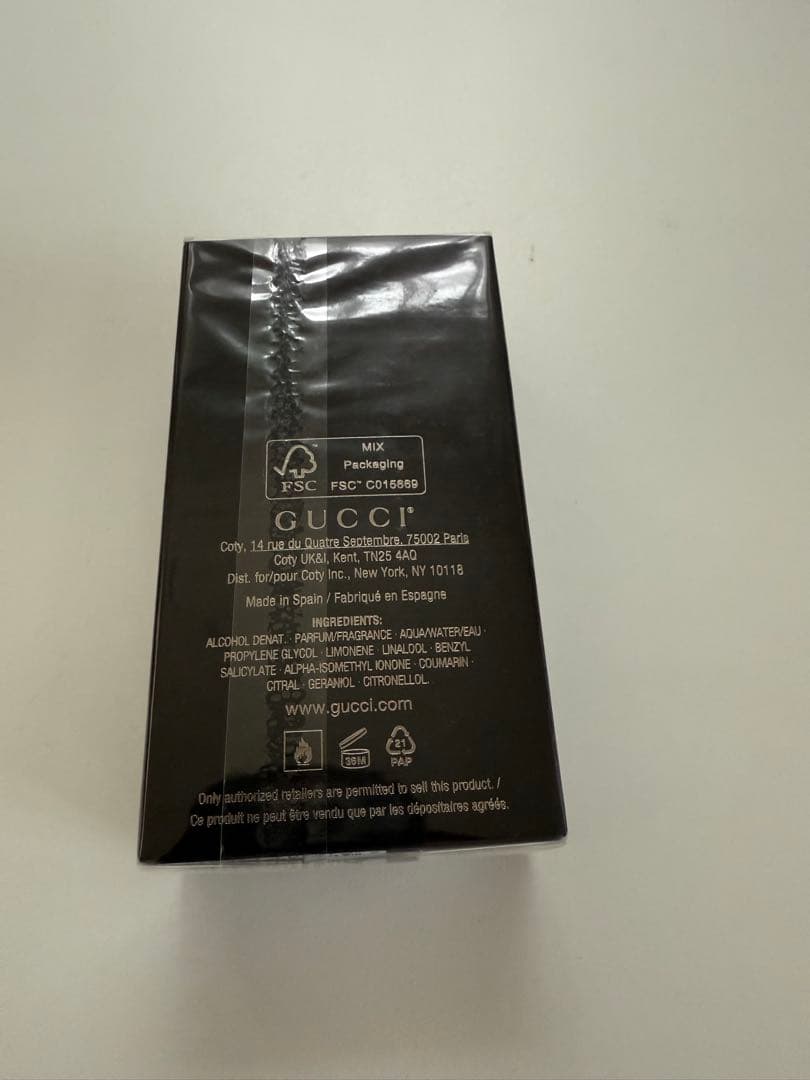 MIX
Packaging
FSC FSC™ C015669
GUCCI®
Coty, 14 rue du Quatre Septembre, 75002 Paris
Coty UK&I, Kent, TN25 4AQ
Dist. for/pour Coty Inc., New York, NY 10118
Made in Spain / Fabriqué en Espagne
INGREDIENTS:
ALCOHOL DENAT. · PARFUM/FRAGRANCE · AQUA/WATER/EAU ·
PROPYLENE GLYCOL · LIMONENE · LINALOOL · BENZYL
SALICYLATE · ALPHA-ISOMETHYL IONONE · COUMARIN ·
CITRAL · GERANIOL · CITRONELLOL.
www.gucci.com
36M
21
PAP
Only authorized retailers are permitted to sell this product. /
Ce produit ne peut être vendu que par les dépositaires agréés.